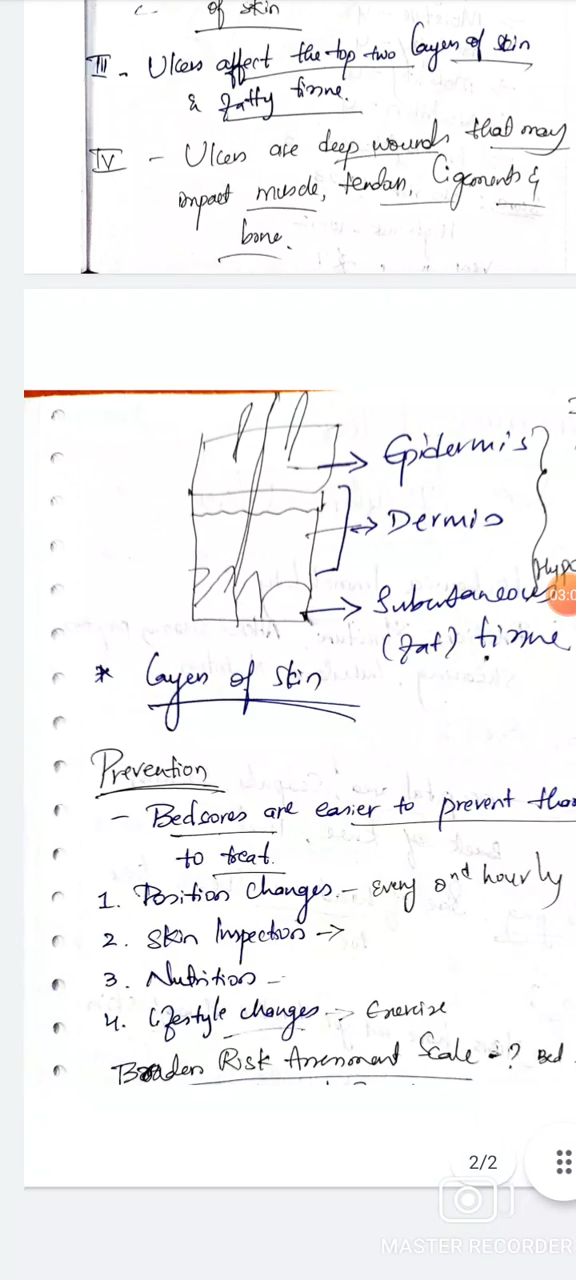 of skin
III - Ulcers affect the top two layers of skin
& fatty tissue.
IV - Ulcers are deep wounds that may
impact muscle, tendon, Ligaments &
bone.
Epidermis
Dermis
Hypo
03:0
Subcutaneous
(fat) tissue
* Layers of skin
Prevention
- Bedsores are easier to prevent than
to treat.
1. Position changes - Every 2nd hourly
2. Skin Inspection →
3. Nutrition -
4. Lifestyle changes → Exercise
Braden Risk Assessment Scale - ? Bed
2/2
MASTER RECORDER